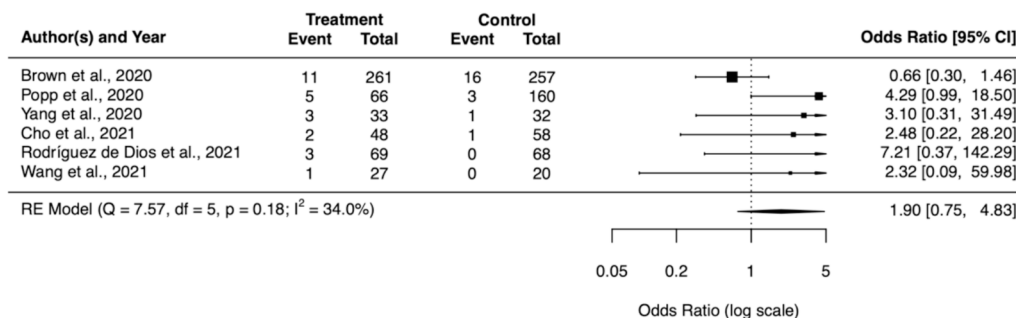 Treatment Control
Author(s) and Year Event Total Event Total Odds Ratio [95% CI]
Brown et al., 2020 11 261 16 257 0.66 [0.30, 1.46]
Popp et al., 2020 5 66 3 160 4.29 [0.99, 18.50]
Yang et al., 2020 3 33 1 32 3.10 [0.31, 31.49]
Cho et al., 2021 2 48 1 58 2.48 [0.22, 28.20]
Rodríguez de Dios et al., 2021 3 69 0 68 7.21 [0.37, 142.29]
Wang et al., 2021 1 27 0 20 2.32 [0.09, 59.98]
RE Model (Q = 7.57, df = 5, p = 0.18; I² = 34.0%) 1.90 [0.75, 4.83]
0.05 0.2 1 5
Odds Ratio (log scale)